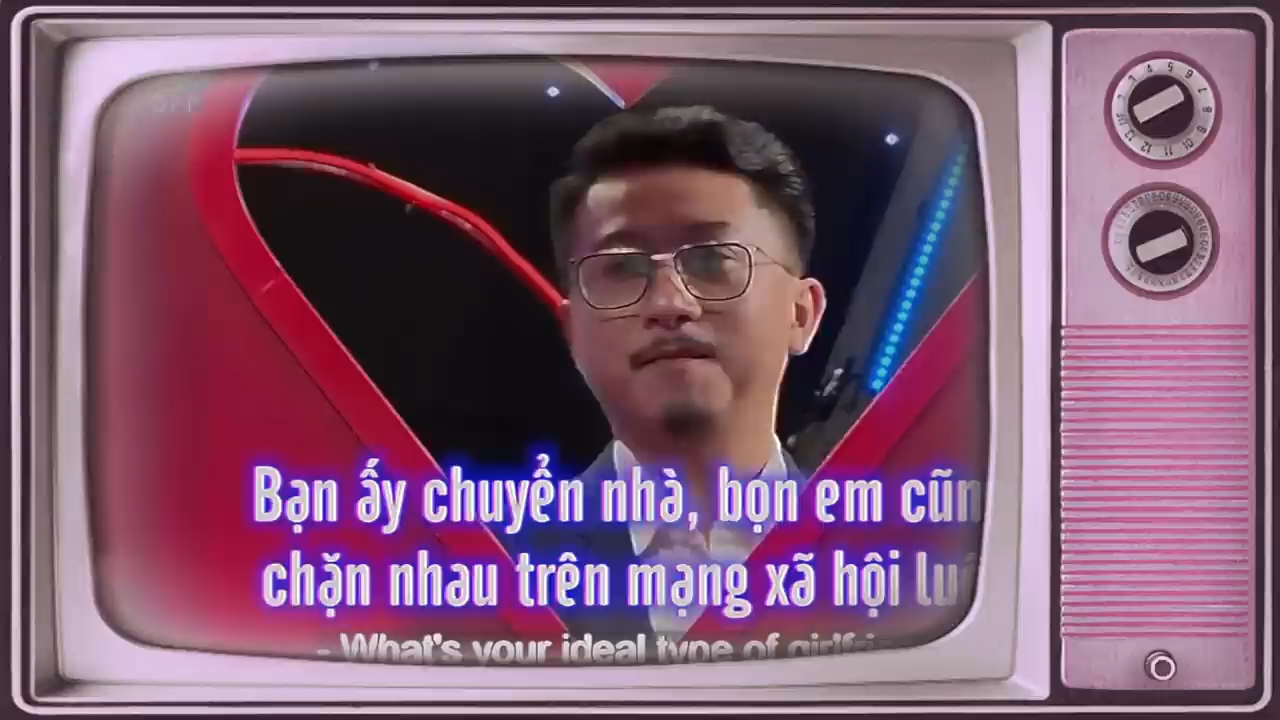 Bạn ấy chuyển nhà, bọn em cũn
chặn nhau trên mạng xã hội lu
- What's your ideal type of girlfri